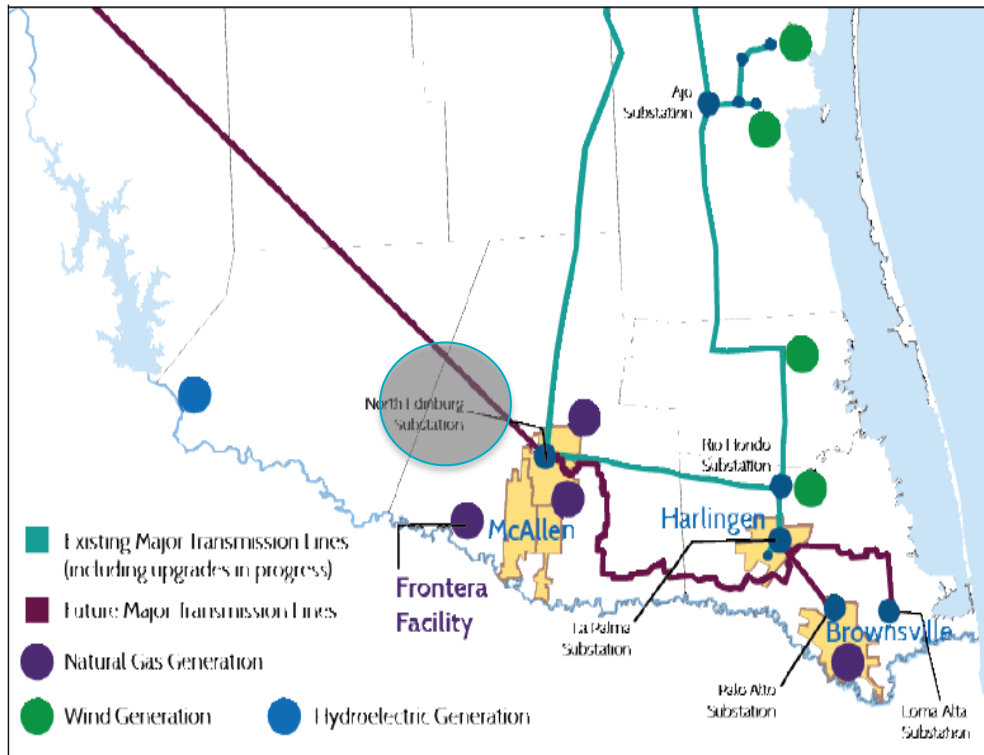 Ajo
Substation
North Edinburg
Substation
Rio Hondo
Substation
Harlingen
McAllen
Frontera
Facility
La Palma
Substation
Brownsville
Palo Alto
Substation
Loma Alta
Substation
Existing Major Transmission Lines
(including upgrades in progress)
Future Major Transmission Lines
Natural Gas Generation
Wind Generation
Hydroelectric Generation